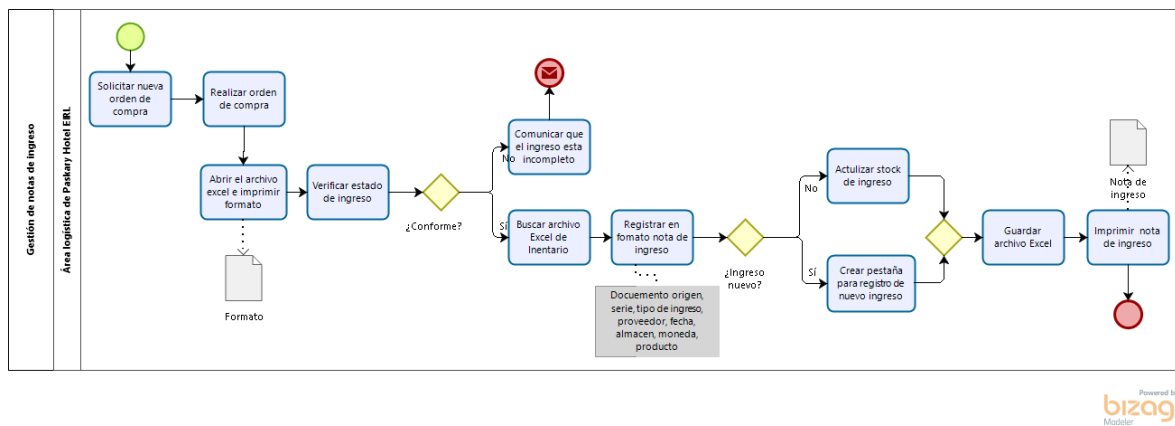 Gestión de notas de ingreso
Área logística de Paskary Hotel ERL
Solicitar nueva
orden de
compra
Realizar orden
de compra
Abrir el archivo
excel e imprimir
formato
Formato
Verificar estado
de ingreso
¿Conforme?
No
Comunicar que
el ingreso esta
incompleto
Sí
Buscar archivo
Excel de
Inentario
Registrar en
fomato nota de
ingreso
Docuemento origen,
serie, tipo de ingreso,
proveedor, fecha,
almacen, moneda,
producto
¿Ingreso
nuevo?
No
Actulizar stock
de ingreso
Sí
Crear pestaña
para registro de
nuevo ingreso
Guardar
archivo Excel
Imprimir nota
de ingreso
Nota de
ingreso
Powered by
bizagi
Modeler